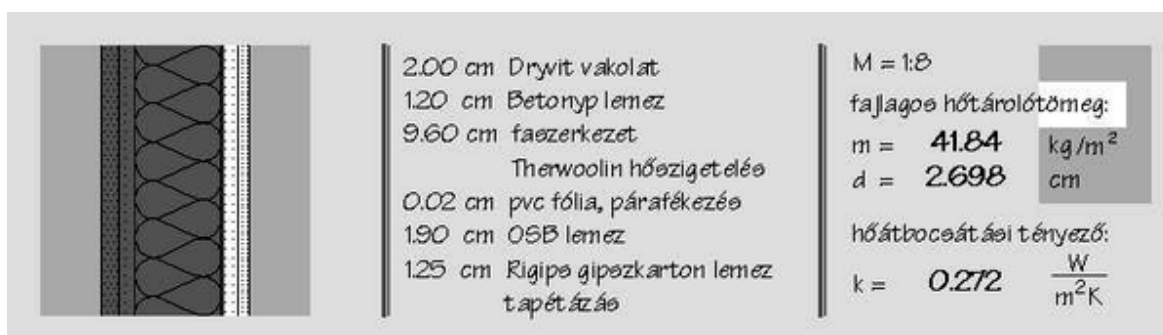 2.00 cm Dryvit vakolat
1.20 cm Betonyp lemez
9.60 cm faszerkezet
Therwoolin hőszigetelés
0.02 cm pvc fólia, párafékezés
1.90 cm OSB lemez
1.25 cm Rigips gipszkarton lemez
tapétázás
M = 1:8
fajlagos hőtárolótömeg:
m = 41.84 kg/m²
d = 2.698 cm
hőátbocsátási tényező:
k = 0.272 W/m²K